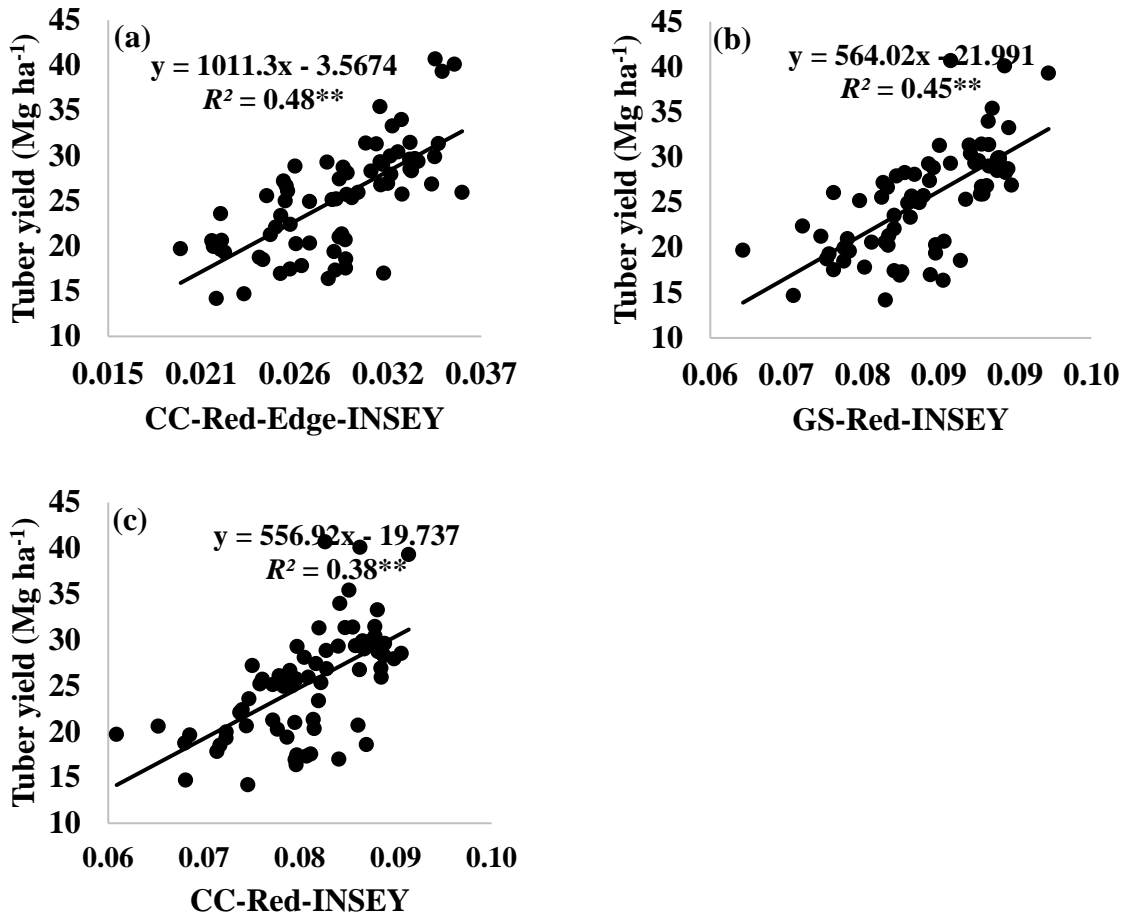 (a)
y = 1011.3x - 3.5674
R² = 0.48**
Tuber yield (Mg ha⁻¹)
45
40
35
30
25
20
15
10
0.015 0.021 0.026 0.032 0.037
CC-Red-Edge-INSEY
(b)
y = 564.02x - 21.991
R² = 0.45**
Tuber yield (Mg ha⁻¹)
45
40
35
30
25
20
15
10
0.06 0.07 0.08 0.09 0.09 0.10
GS-Red-INSEY
(c)
y = 556.92x - 19.737
R² = 0.38**
Tuber yield (Mg ha⁻¹)
45
40
35
30
25
20
15
10
0.06 0.07 0.08 0.09 0.10
CC-Red-INSEY